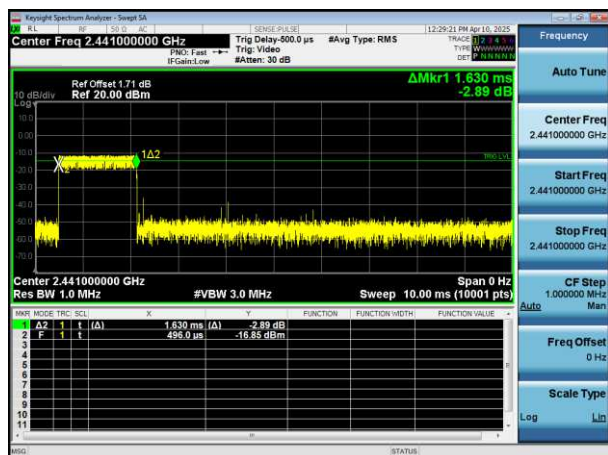 Keysight Spectrum Analyzer - Swept SA
RL RF 50 Ω AC SENSE:PULSE 12:29:21 PM Apr 10, 2025
Center Freq 2.441000000 GHz
PNO: Fast
IFGain:Low
Trig Delay-500.0 µs
Trig: Video
#Atten: 30 dB
#Avg Type: RMS
TRACE 1 2 3 4 5 6
TYPE WWWWWW
DET P N N N N N
Ref Offset 1.71 dB
10 dB/div Ref 20.00 dBm
ΔMkr1 1.630 ms
-2.89 dB
Log
10.0
0.00
-10.0
-20.0
-30.0
-40.0
-50.0
-60.0
-70.0
1Δ2
TRIG LVL
Center 2.441000000 GHz Span 0 Hz
Res BW 1.0 MHz #VBW 3.0 MHz Sweep 10.00 ms (10001 pts)
MKR MODE TRC SCL X Y FUNCTION FUNCTION WIDTH FUNCTION VALUE
1 Δ2 1 t (Δ) 1.630 ms (Δ) -2.89 dB
2 F 1 t 496.0 µs -16.85 dBm
3
4
5
6
7
8
9
10
11
MSG STATUS
Frequency
Auto Tune
Center Freq
2.441000000 GHz
Start Freq
2.441000000 GHz
Stop Freq
2.441000000 GHz
CF Step
1.000000 MHz
Auto Man
Freq Offset
0 Hz
Scale Type
Log Lin